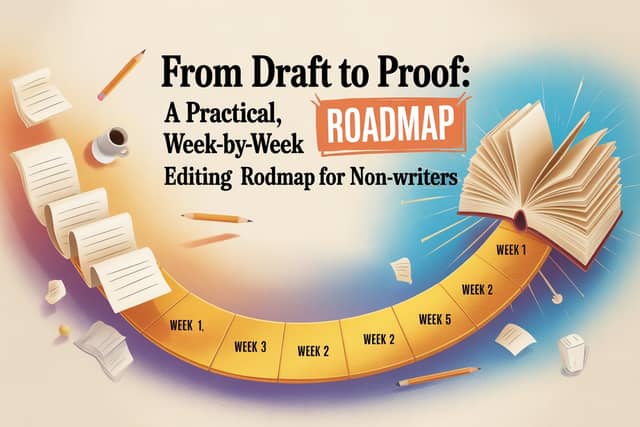 From Draft to Proof:
A Practical,
Week-by-Week
ROADMAP
Editing Rodmap for Non-writers
WEEK 1.
WEEK 3
WEEK 2
WEEK 2
WEEK 5
WEEK 2
WEEK 1